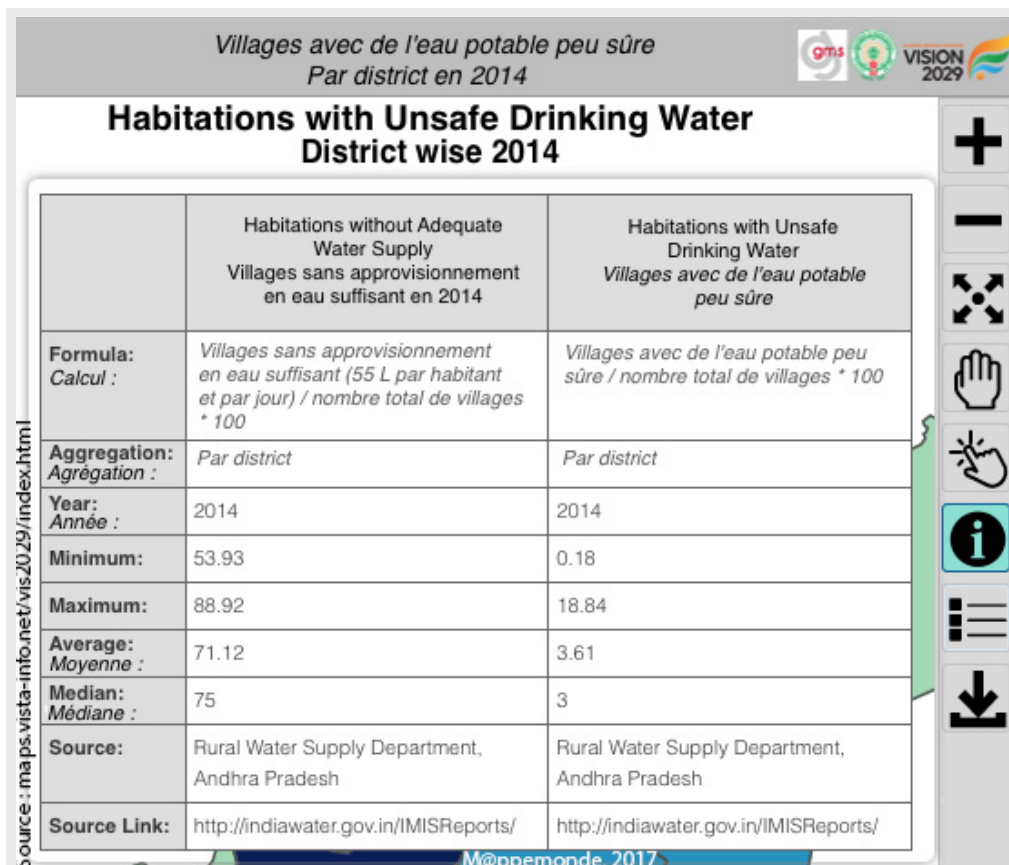 Villages avec de l'eau potable peu sûre
Par district en 2014
gms
VISION
2029
Habitations with Unsafe Drinking Water
District wise 2014
Habitations without Adequate
Water Supply
Villages sans approvisionnement
en eau suffisant en 2014
Habitations with Unsafe
Drinking Water
Villages avec de l'eau potable
peu sûre
Formula:
Calcul :
Villages sans approvisionnement
en eau suffisant (55 L par habitant
et par jour) / nombre total de villages
* 100
Villages avec de l'eau potable peu
sûre / nombre total de villages * 100
Aggregation:
Agrégation :
Par district
Par district
Year:
Année :
2014
2014
Minimum:
53.93
0.18
Maximum:
88.92
18.84
Average:
Moyenne :
71.12
3.61
Median:
Médiane :
75
3
Source:
Rural Water Supply Department,
Andhra Pradesh
Rural Water Supply Department,
Andhra Pradesh
Source Link:
http://indiawater.gov.in/IMISReports/
http://indiawater.gov.in/IMISReports/
Source : maps.vista-info.net/vis2029/index.html
M@ppemonde, 2017